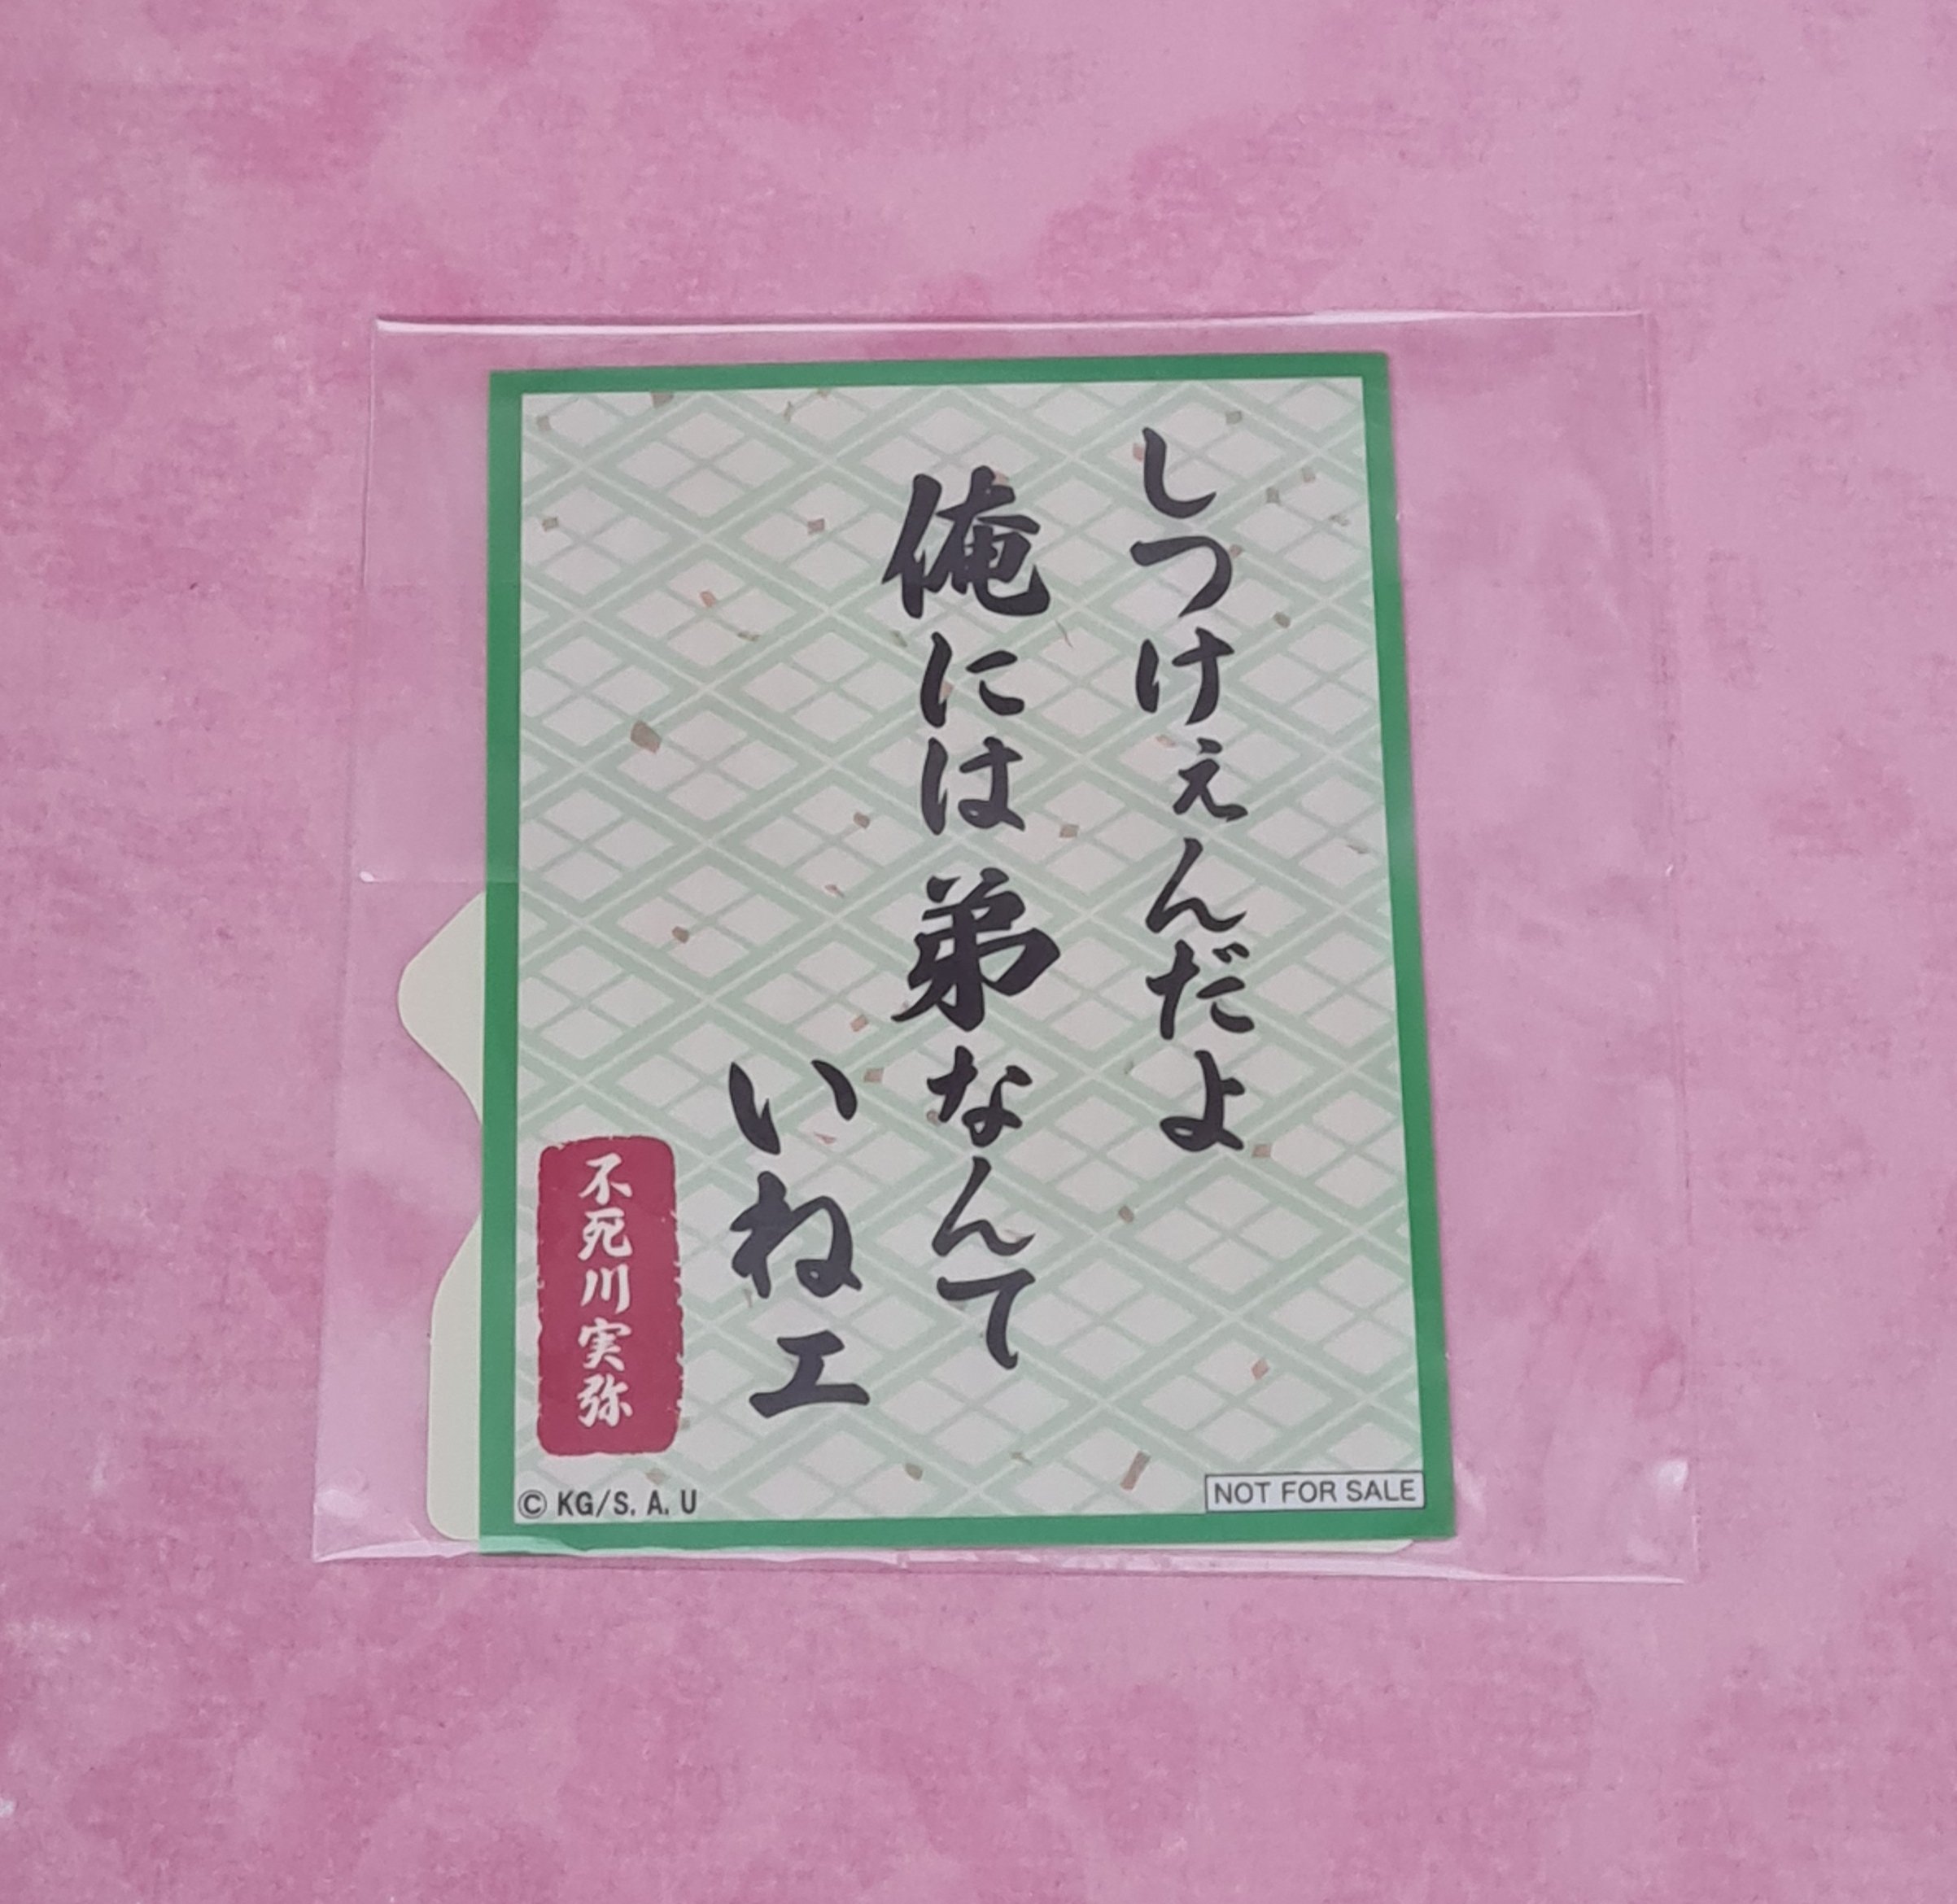 しつけぇんだよ
俺には弟なんて
いねェ
不死川実弥
© KG/S. A. U
NOT FOR SALE